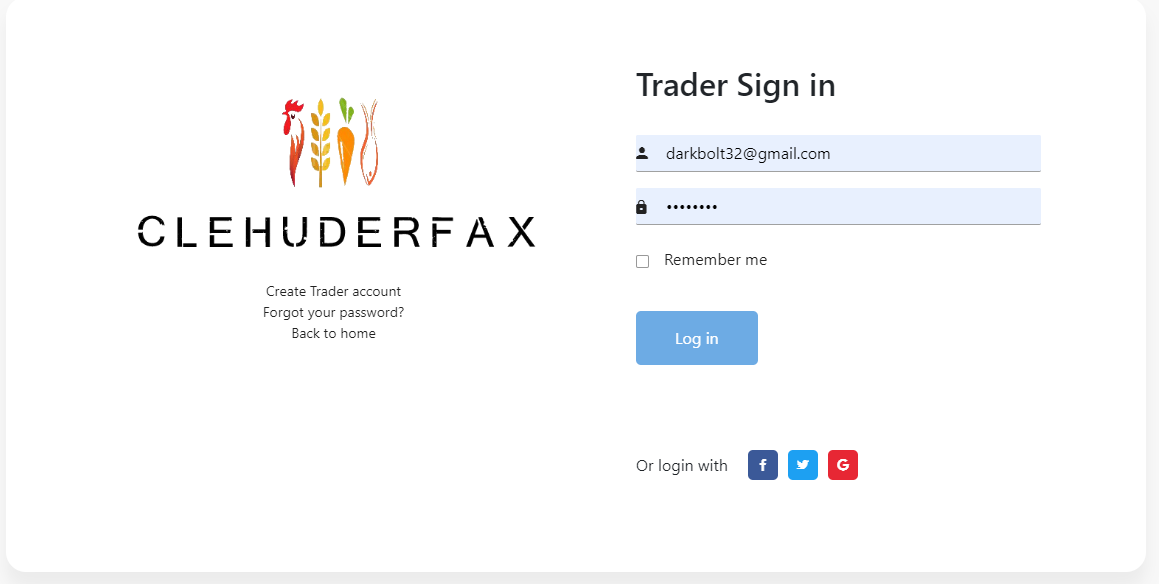 CLEHUDERFAX
Create Trader account
Forgot your password?
Back to home
Trader Sign in
darkbolt32@gmail.com
••••••••
Remember me
Log in
Or login with